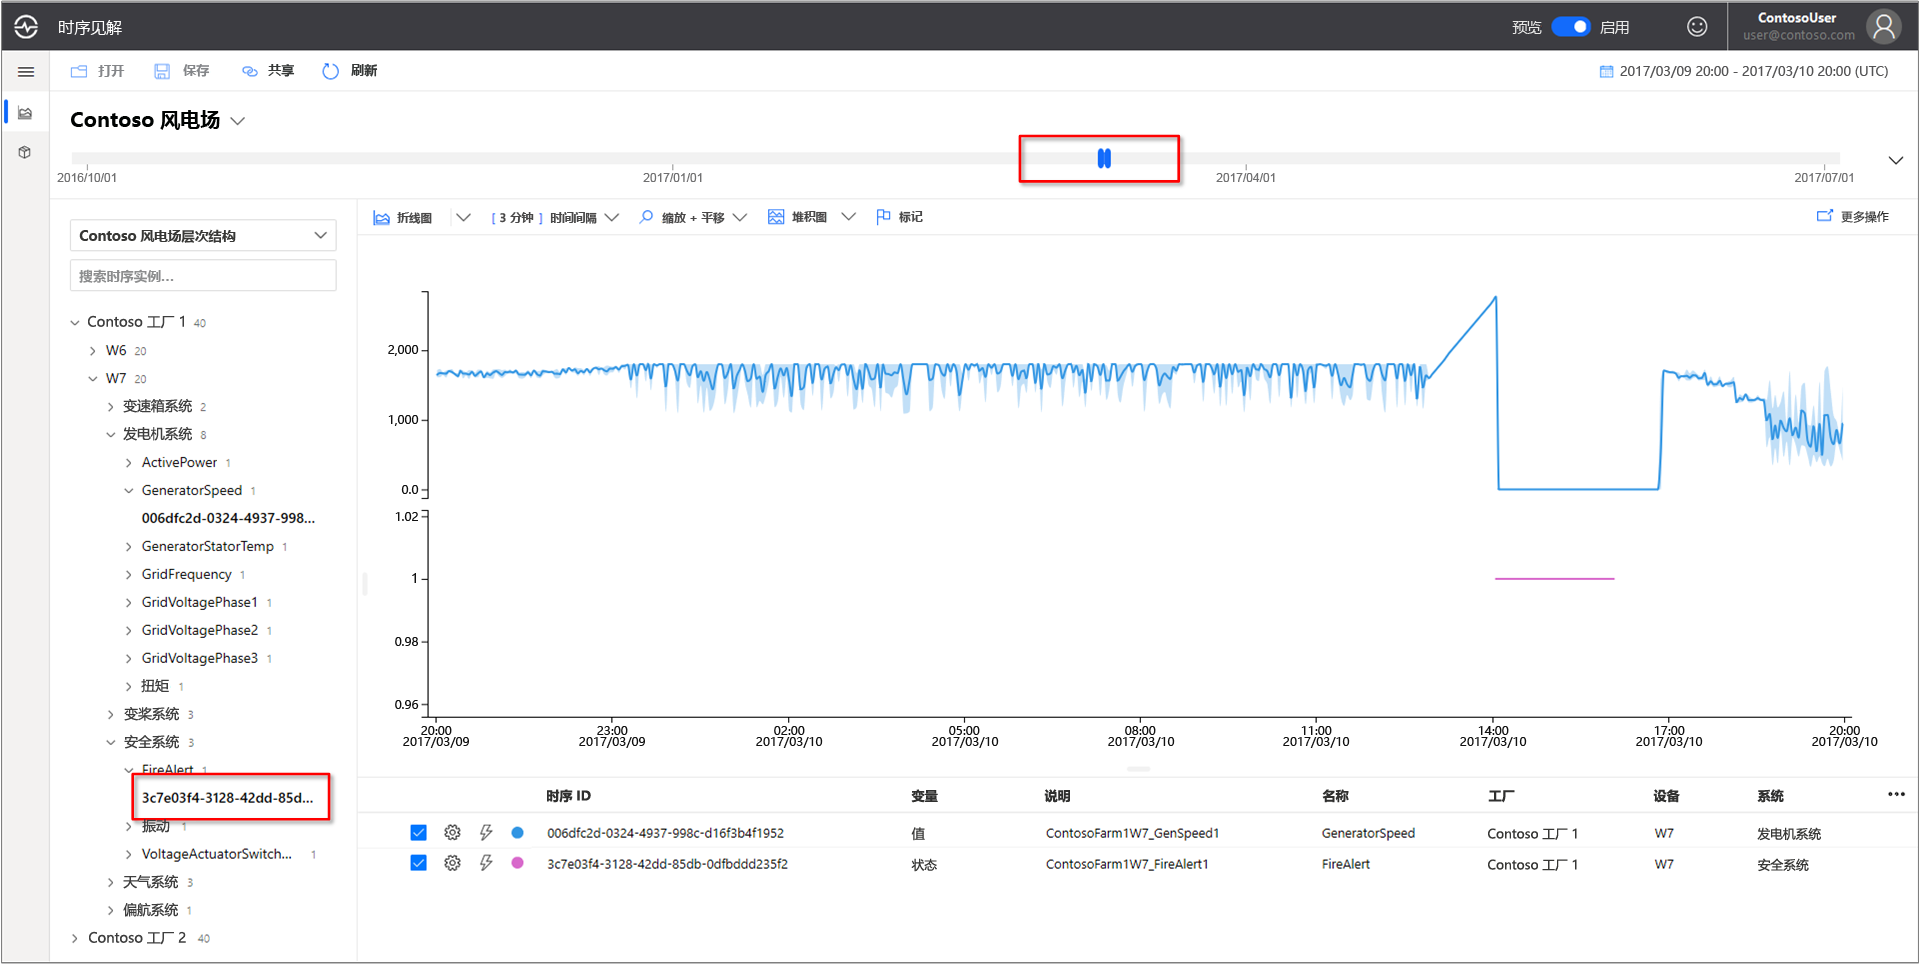 时序见解
预览 启用
ContosoUser
user@contoso.com
打开 保存 共享 刷新
2017/03/09 20:00 - 2017/03/10 20:00 (UTC)
Contoso 风电场
2016/10/01 2017/01/01 2017/04/01 2017/07/01
折线图 [ 3 分钟 ] 时间间隔 缩放 + 平移 堆积图 标记 更多操作
Contoso 风电场层次结构
搜索时序实例...
Contoso 工厂 1 40
W6 20
W7 20
变速箱系统 2
发电机系统 8
ActivePower 1
GeneratorSpeed 1
006dfc2d-0324-4937-998...
GeneratorStatorTemp 1
GridFrequency 1
GridVoltagePhase1 1
GridVoltagePhase2 1
GridVoltagePhase3 1
扭矩 1
变桨系统 3
安全系统 3
FireAlert 1
3c7e03f4-3128-42dd-85d...
振动 1
VoltageActuatorSwitch... 1
天气系统 3
偏航系统 1
Contoso 工厂 2 40
2,000
1,000
0.0
1.02
1
0.98
0.96
20:00 23:00 02:00 05:00 08:00 11:00 14:00 17:00 20:00
2017/03/09 2017/03/09 2017/03/10 2017/03/10 2017/03/10 2017/03/10 2017/03/10 2017/03/10 2017/03/10
时序 ID 变量 说明 名称 工厂 设备 系统
006dfc2d-0324-4937-998c-d16f3b4f1952 值 ContosoFarm1W7_GenSpeed1 GeneratorSpeed Contoso 工厂 1 W7 发电机系统
3c7e03f4-3128-42dd-85db-0dfbddd235f2 状态 ContosoFarm1W7_FireAlert1 FireAlert Contoso 工厂 1 W7 安全系统